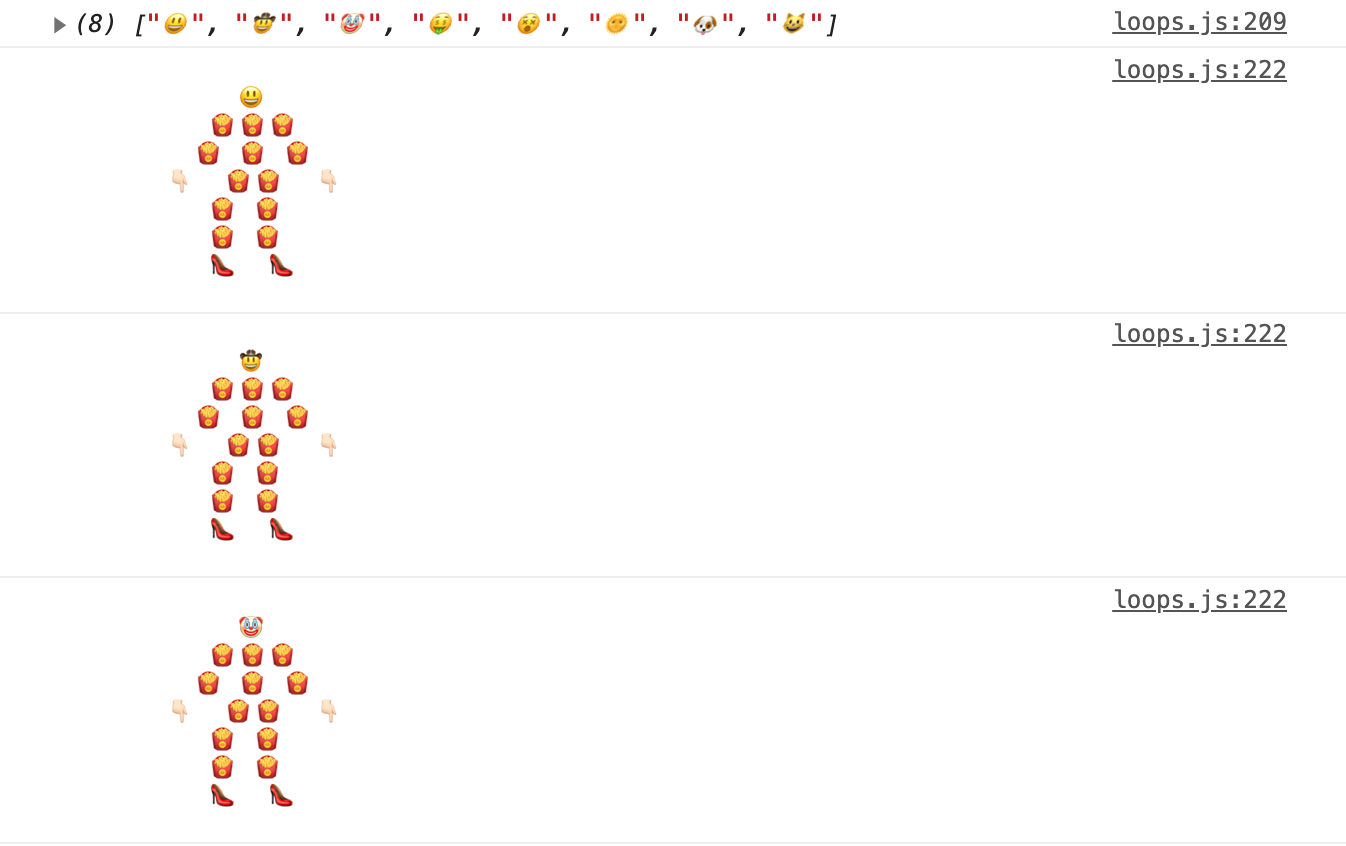 ▶ (8) ["😃", "🤠", "🤡", "🤑", "😵", "🌞", "🐶", "😺"] loops.js:209
loops.js:222
😃
🍟🍟🍟
🍟 🍟 🍟
👇🏻 🍟🍟 👇🏻
🍟 🍟
🍟 🍟
👠 👠
loops.js:222
🤠
🍟🍟🍟
🍟 🍟 🍟
👇🏻 🍟🍟 👇🏻
🍟 🍟
🍟 🍟
👠 👠
loops.js:222
🤡
🍟🍟🍟
🍟 🍟 🍟
👇🏻 🍟🍟 👇🏻
🍟 🍟
🍟 🍟
👠 👠